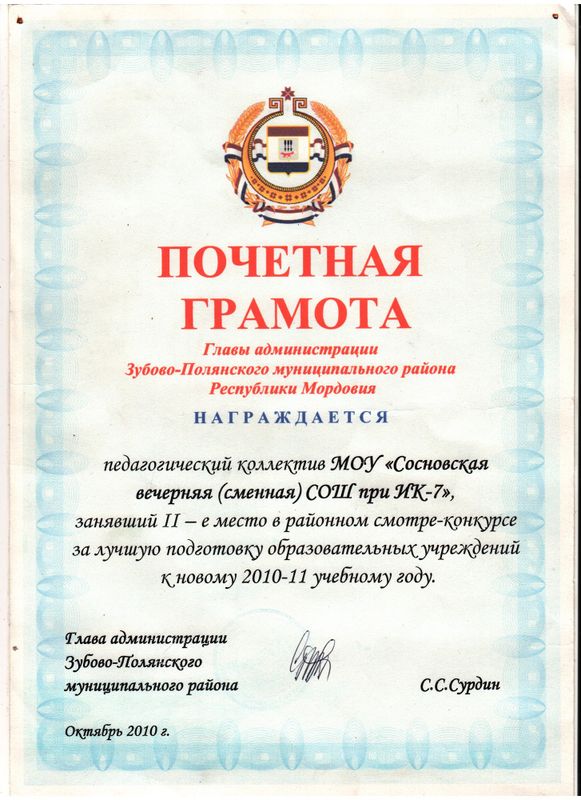 ПОЧЕТНАЯ
ГРАМОТА
Главы администрации
Зубово-Полянского муниципального района
Республики Мордовия
НАГРАЖДАЕТСЯ
педагогический коллектив МОУ «Сосновская
вечерняя (сменная) СОШ при ИК-7»,
занявший II – е место в районном смотре-конкурсе
за лучшую подготовку образовательных учреждений
к новому 2010-11 учебному году.
Глава администрации
Зубово-Полянского
муниципального района С.С.Сурдин
Октябрь 2010 г.